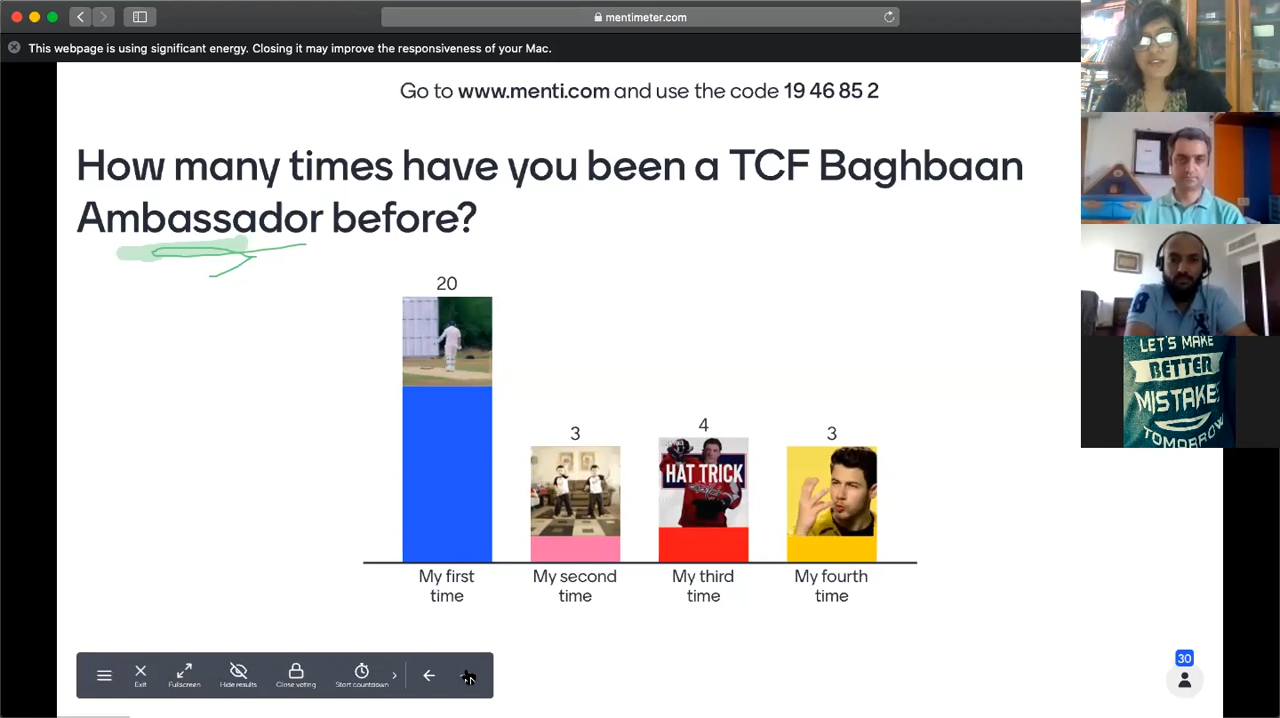 mentimeter.com
This webpage is using significant energy. Closing it may improve the responsiveness of your Mac.
Go to www.menti.com and use the code 19 46 85 2
How many times have you been a TCF Baghbaan
Ambassador before?
20
3
4
3
HAT TRICK
My first
time
My second
time
My third
time
My fourth
time
Exit
Fullscreen
Hide results
Close voting
Start countdown
30
LET'S MAKE
BETTER
MISTAKES
TOMORROW